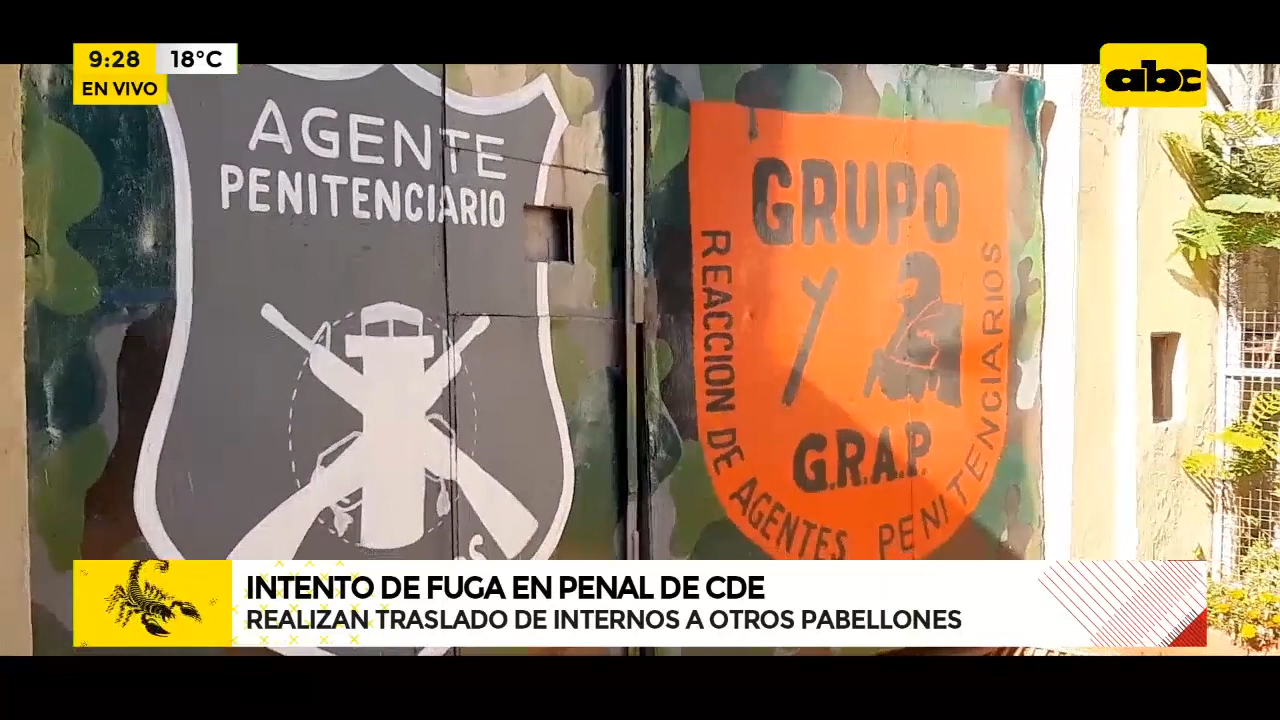 9:28 18°C
EN VIVO
abc
AGENTE
PENITENCIARIO
S
GRUPO
Y
G.R.A.P.
REACCION DE AGENTES PENITENCIARIOS
INTENTO DE FUGA EN PENAL DE CDE
REALIZAN TRASLADO DE INTERNOS A OTROS PABELLONES